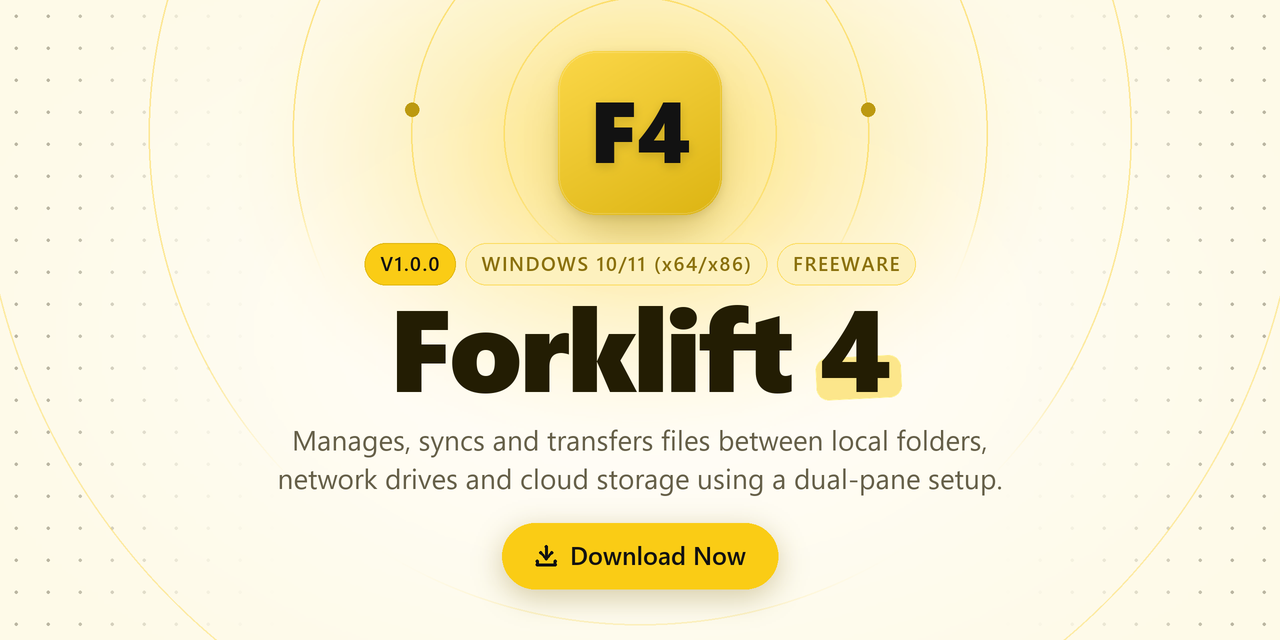 F4
V1.0.0 WINDOWS 10/11 (x64/x86) FREEWARE
Forklift 4
Manages, syncs and transfers files between local folders,
network drives and cloud storage using a dual-pane setup.
Download Now